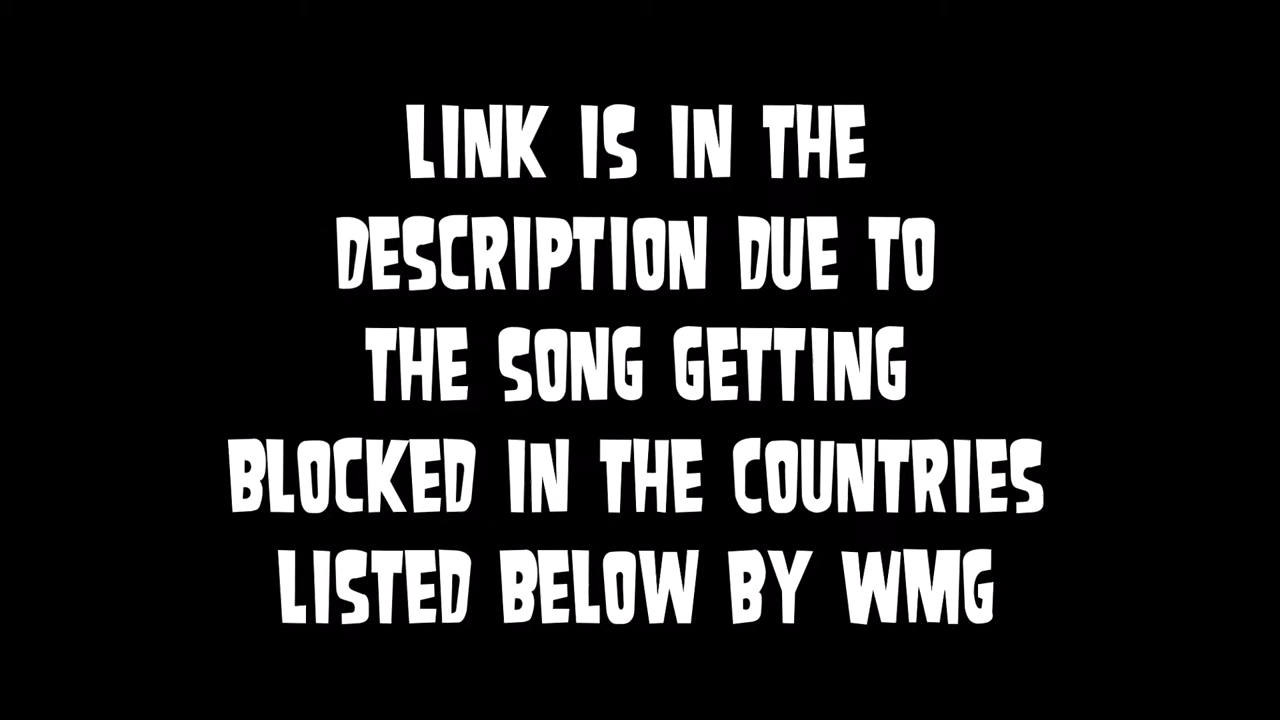 LINK IS IN THE
DESCRIPTION DUE TO
THE SONG GETTING
BLOCKED IN THE COUNTRIES
LISTED BELOW BY WMG